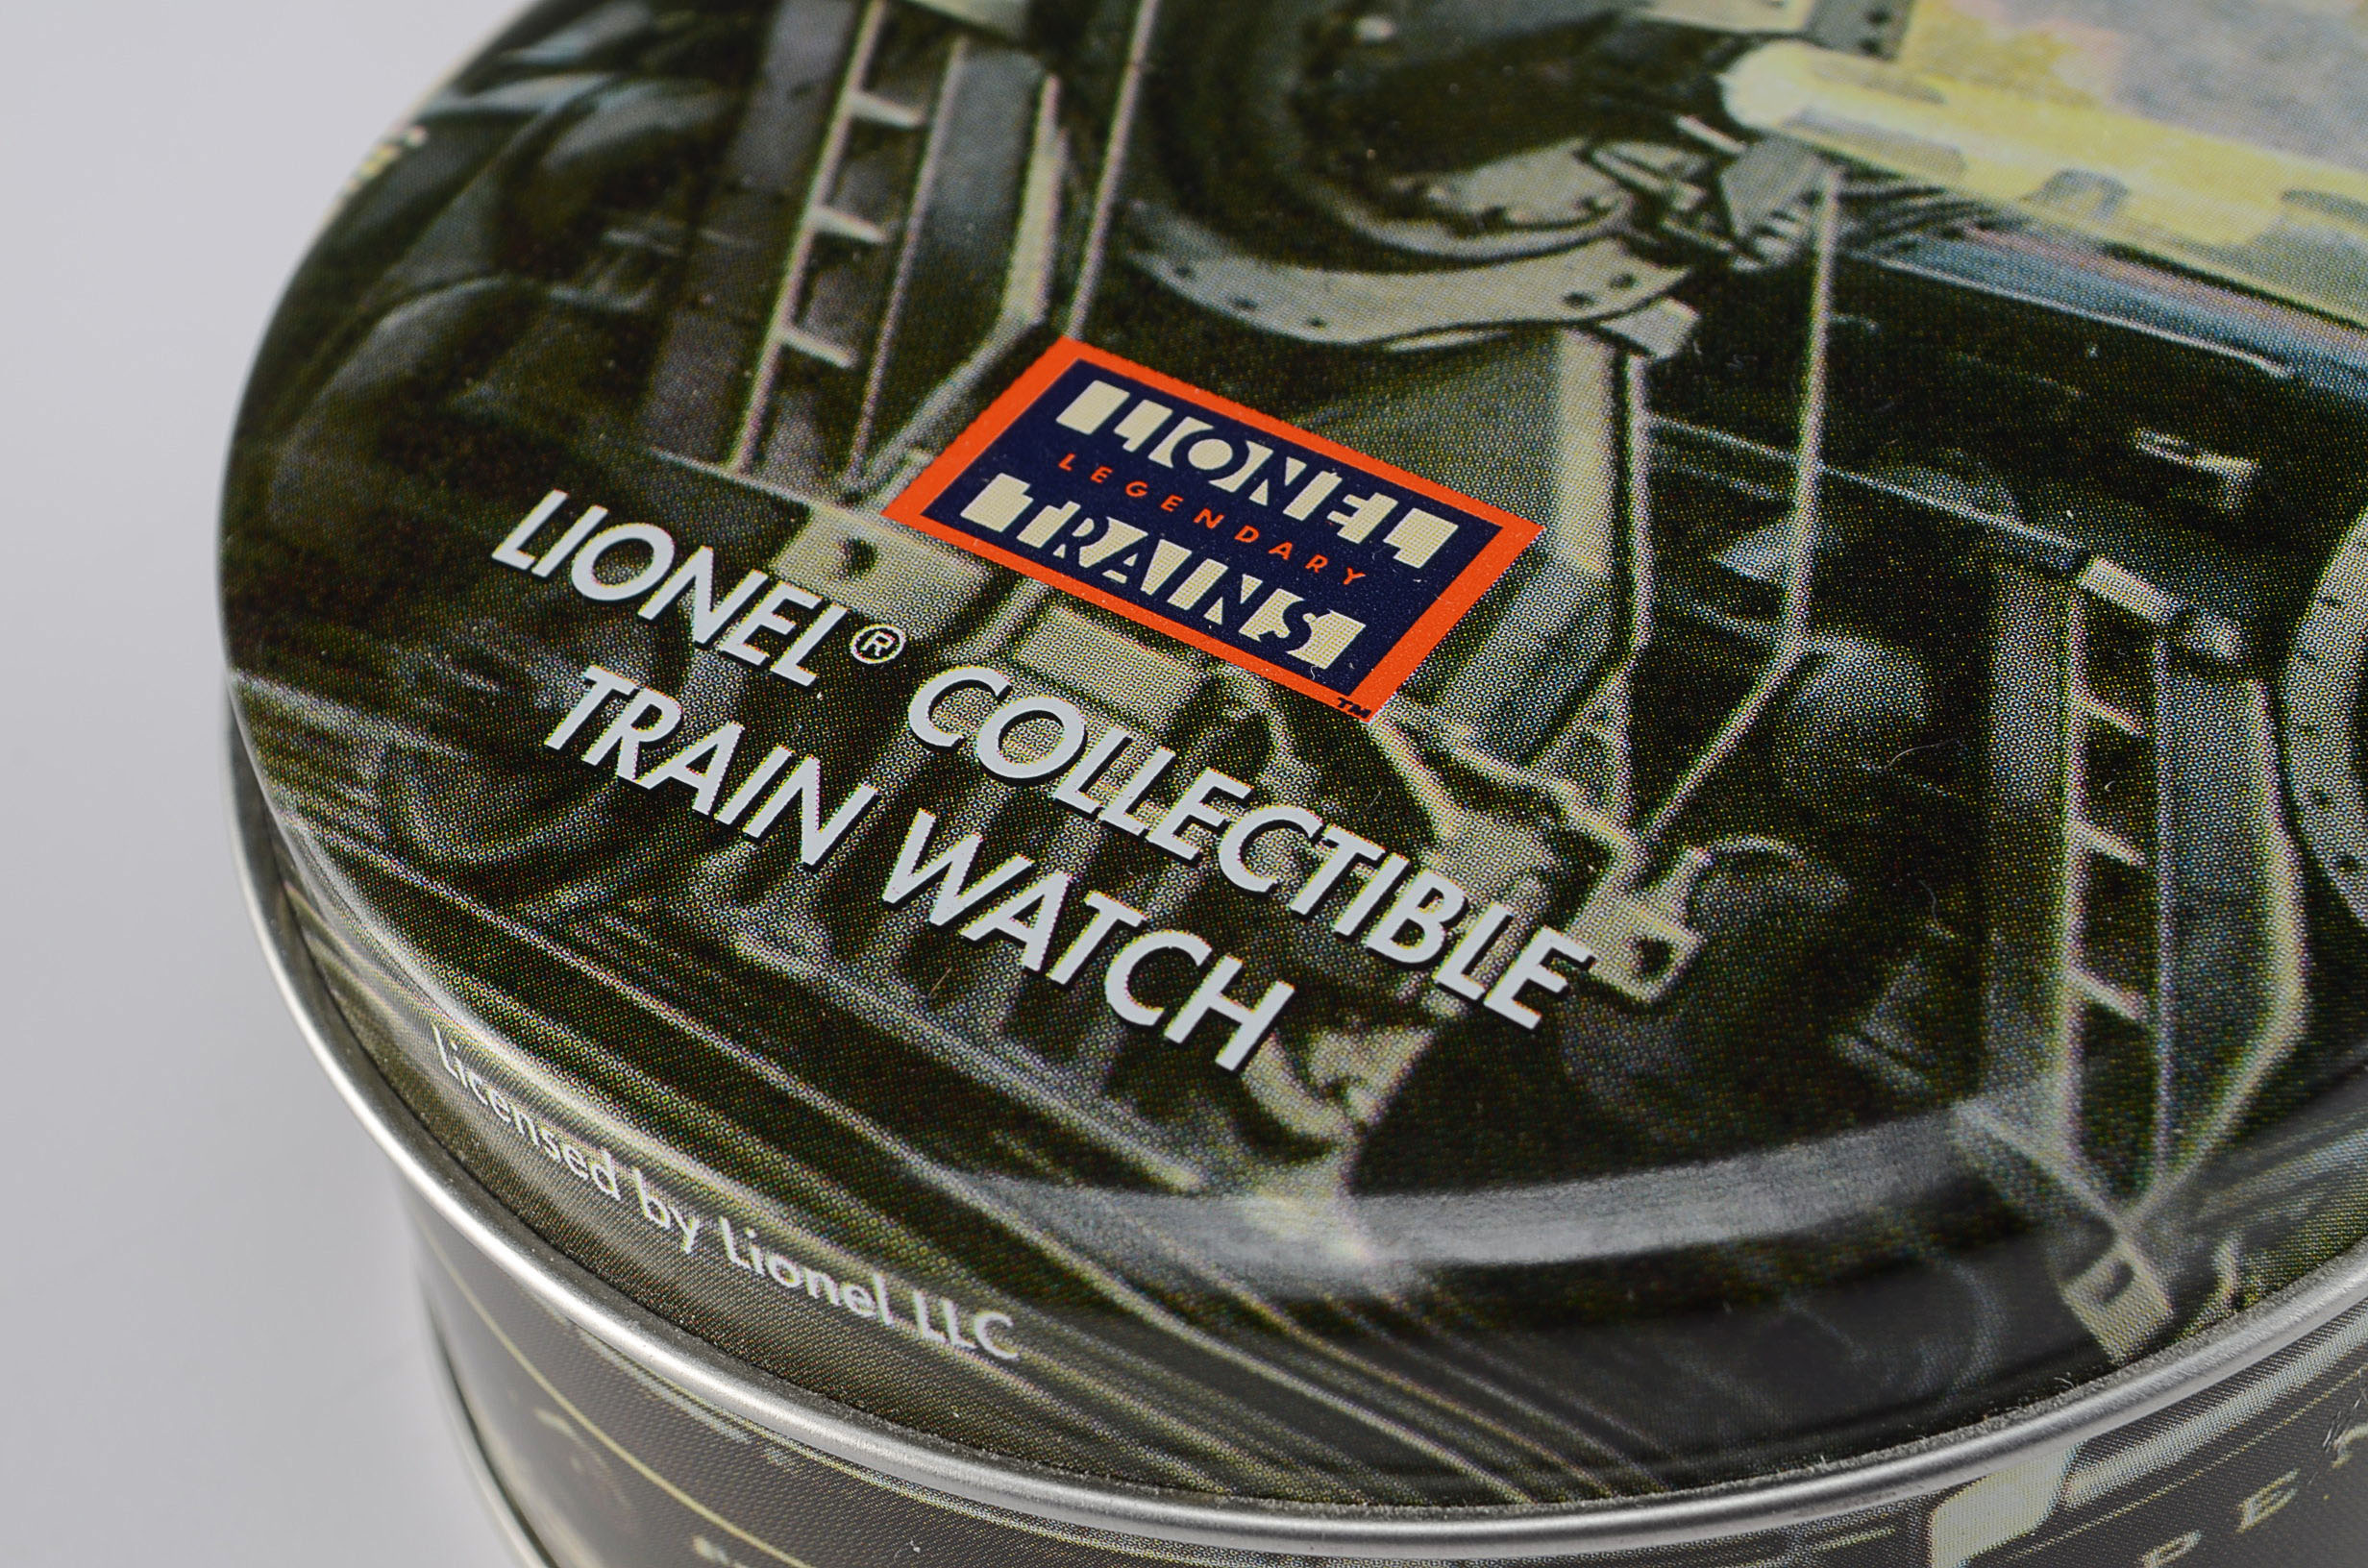 LIONEL
LEGENDARY
TRAINS
TM
LIONEL® COLLECTIBLE
TRAIN WATCH
Licensed by Lionel LLC